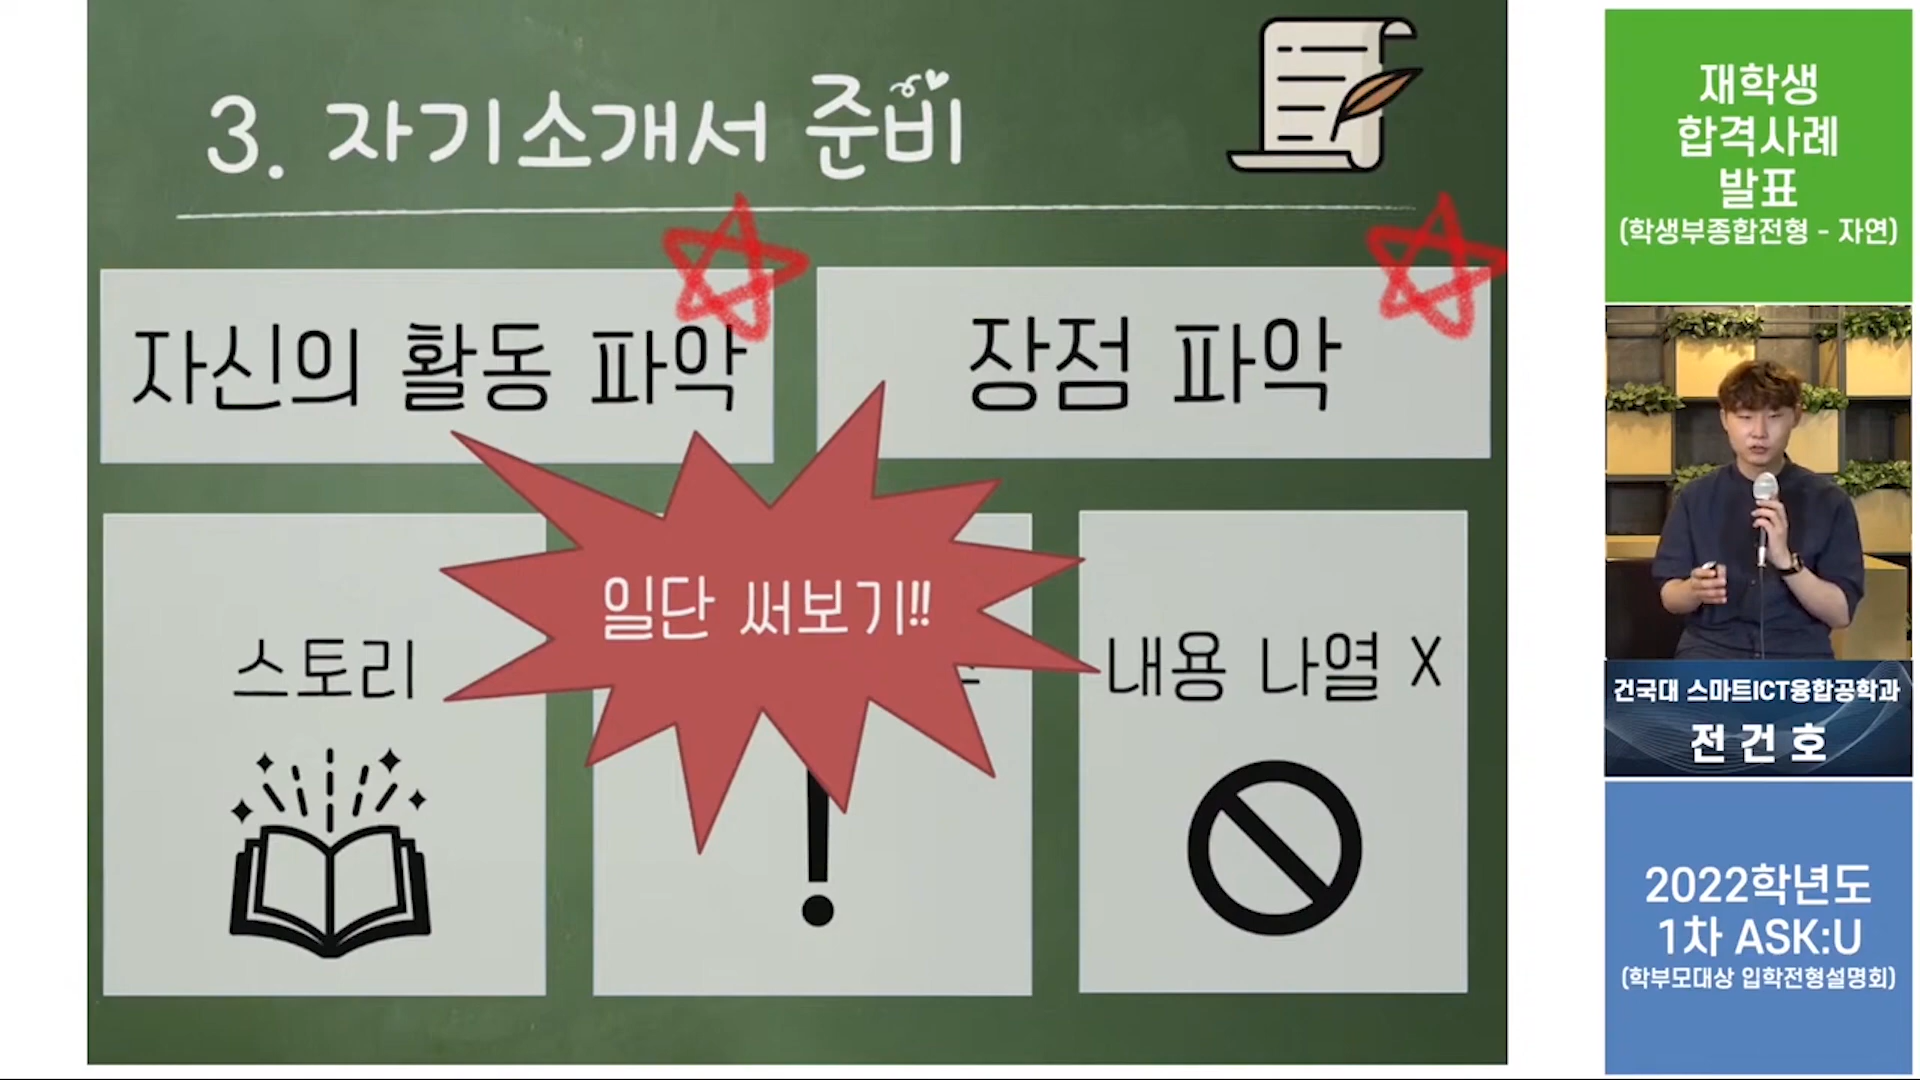 3. 자기소개서 준비
자신의 활동 파악
장점 파악
일단 써보기!!
스토리
내용 나열 X
재학생
합격사례
발표
(학생부종합전형 - 자연)
건국대 스마트ICT융합공학과
전건호
2022학년도
1차 ASK:U
(학부모대상 입학전형설명회)